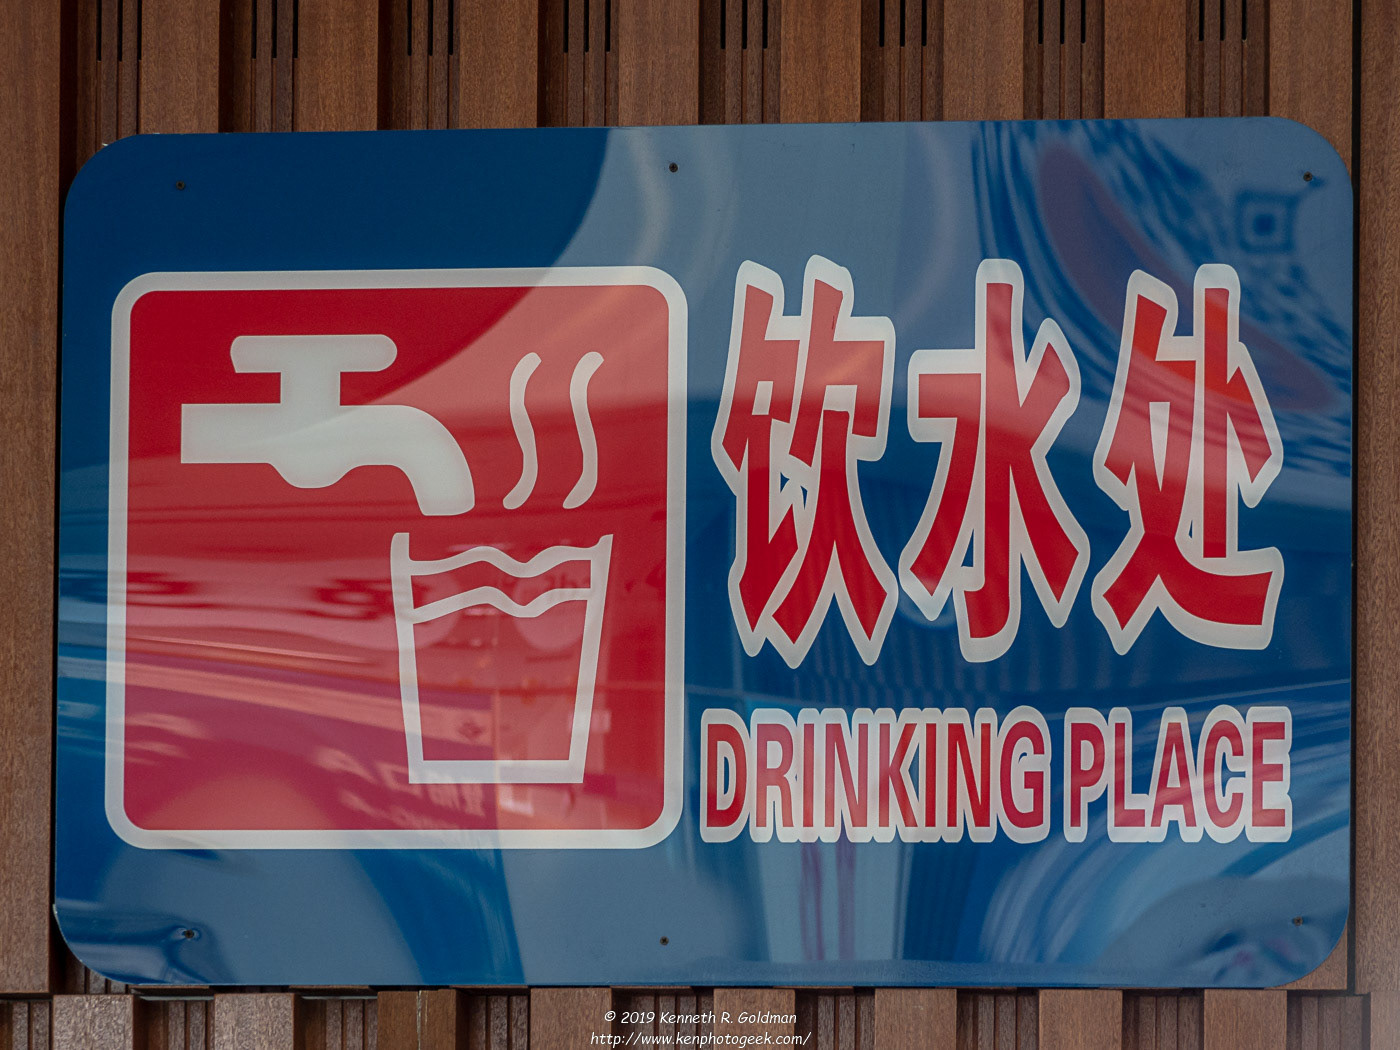 饮水处
DRINKING PLACE
© 2019 Kenneth R. Goldman
http://www.kenphotogeek.com/